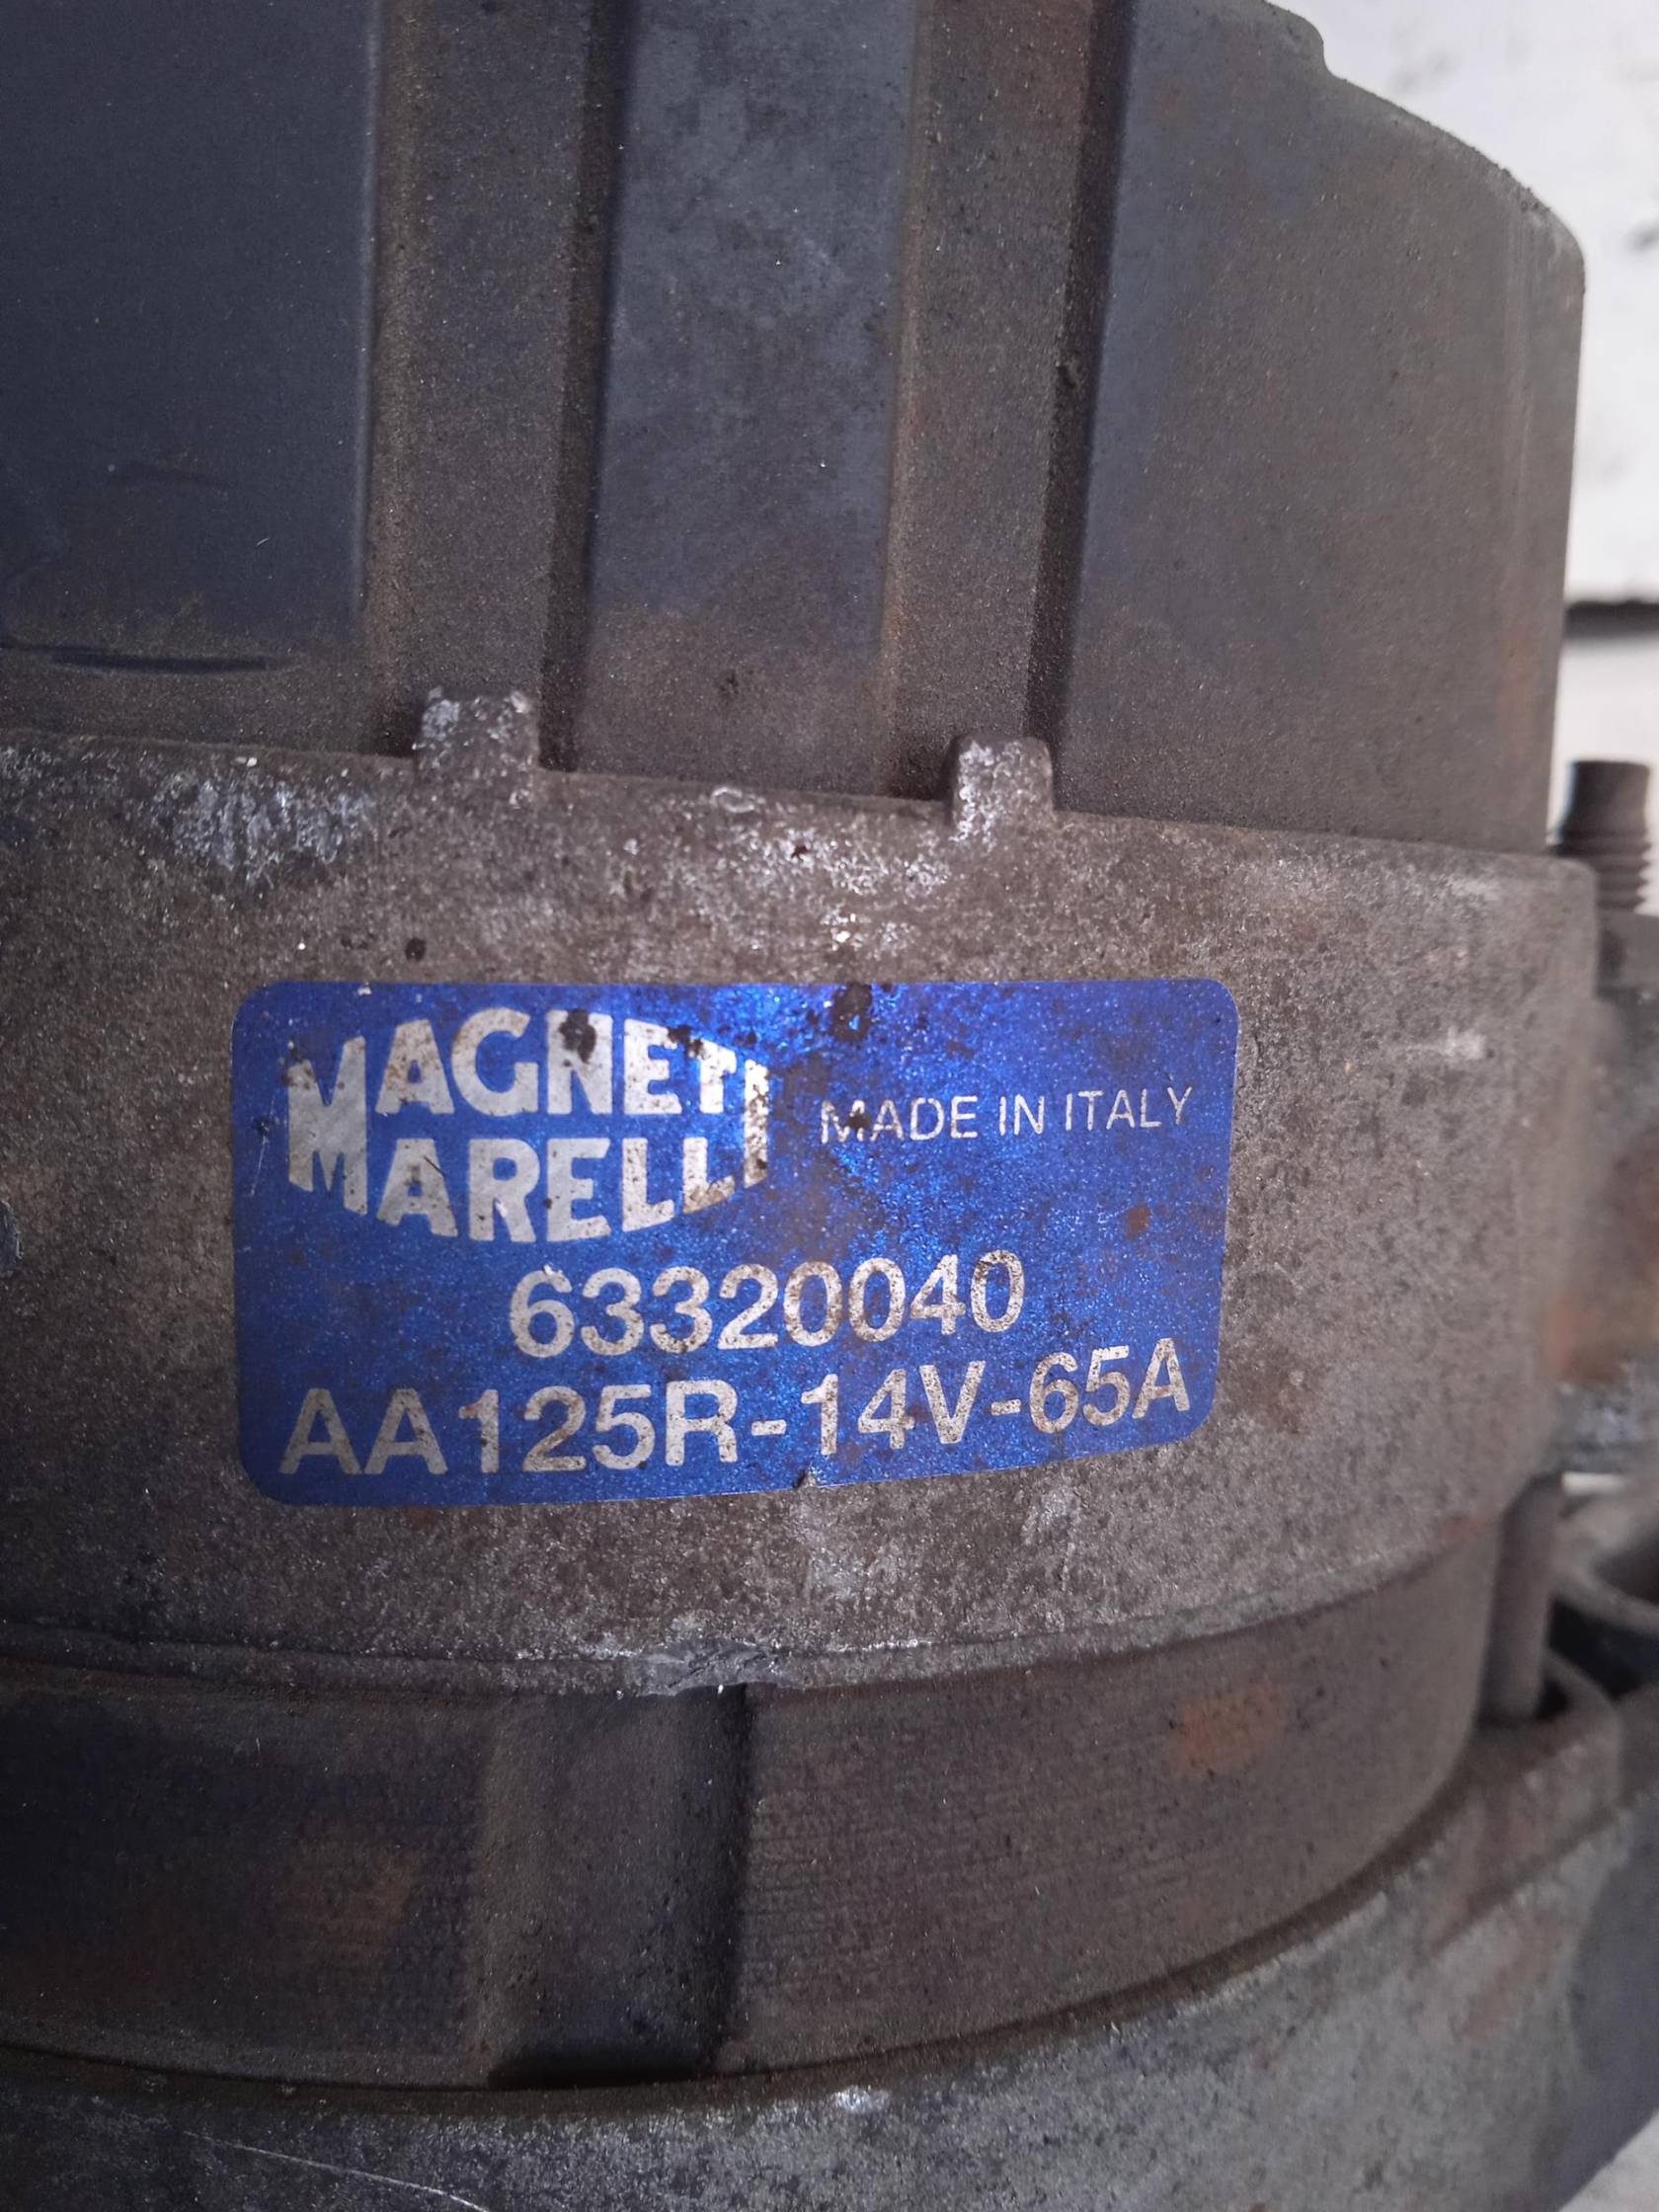 MAGNETI
MARELLI
MADE IN ITALY
63320040
AA125R-14V-65A